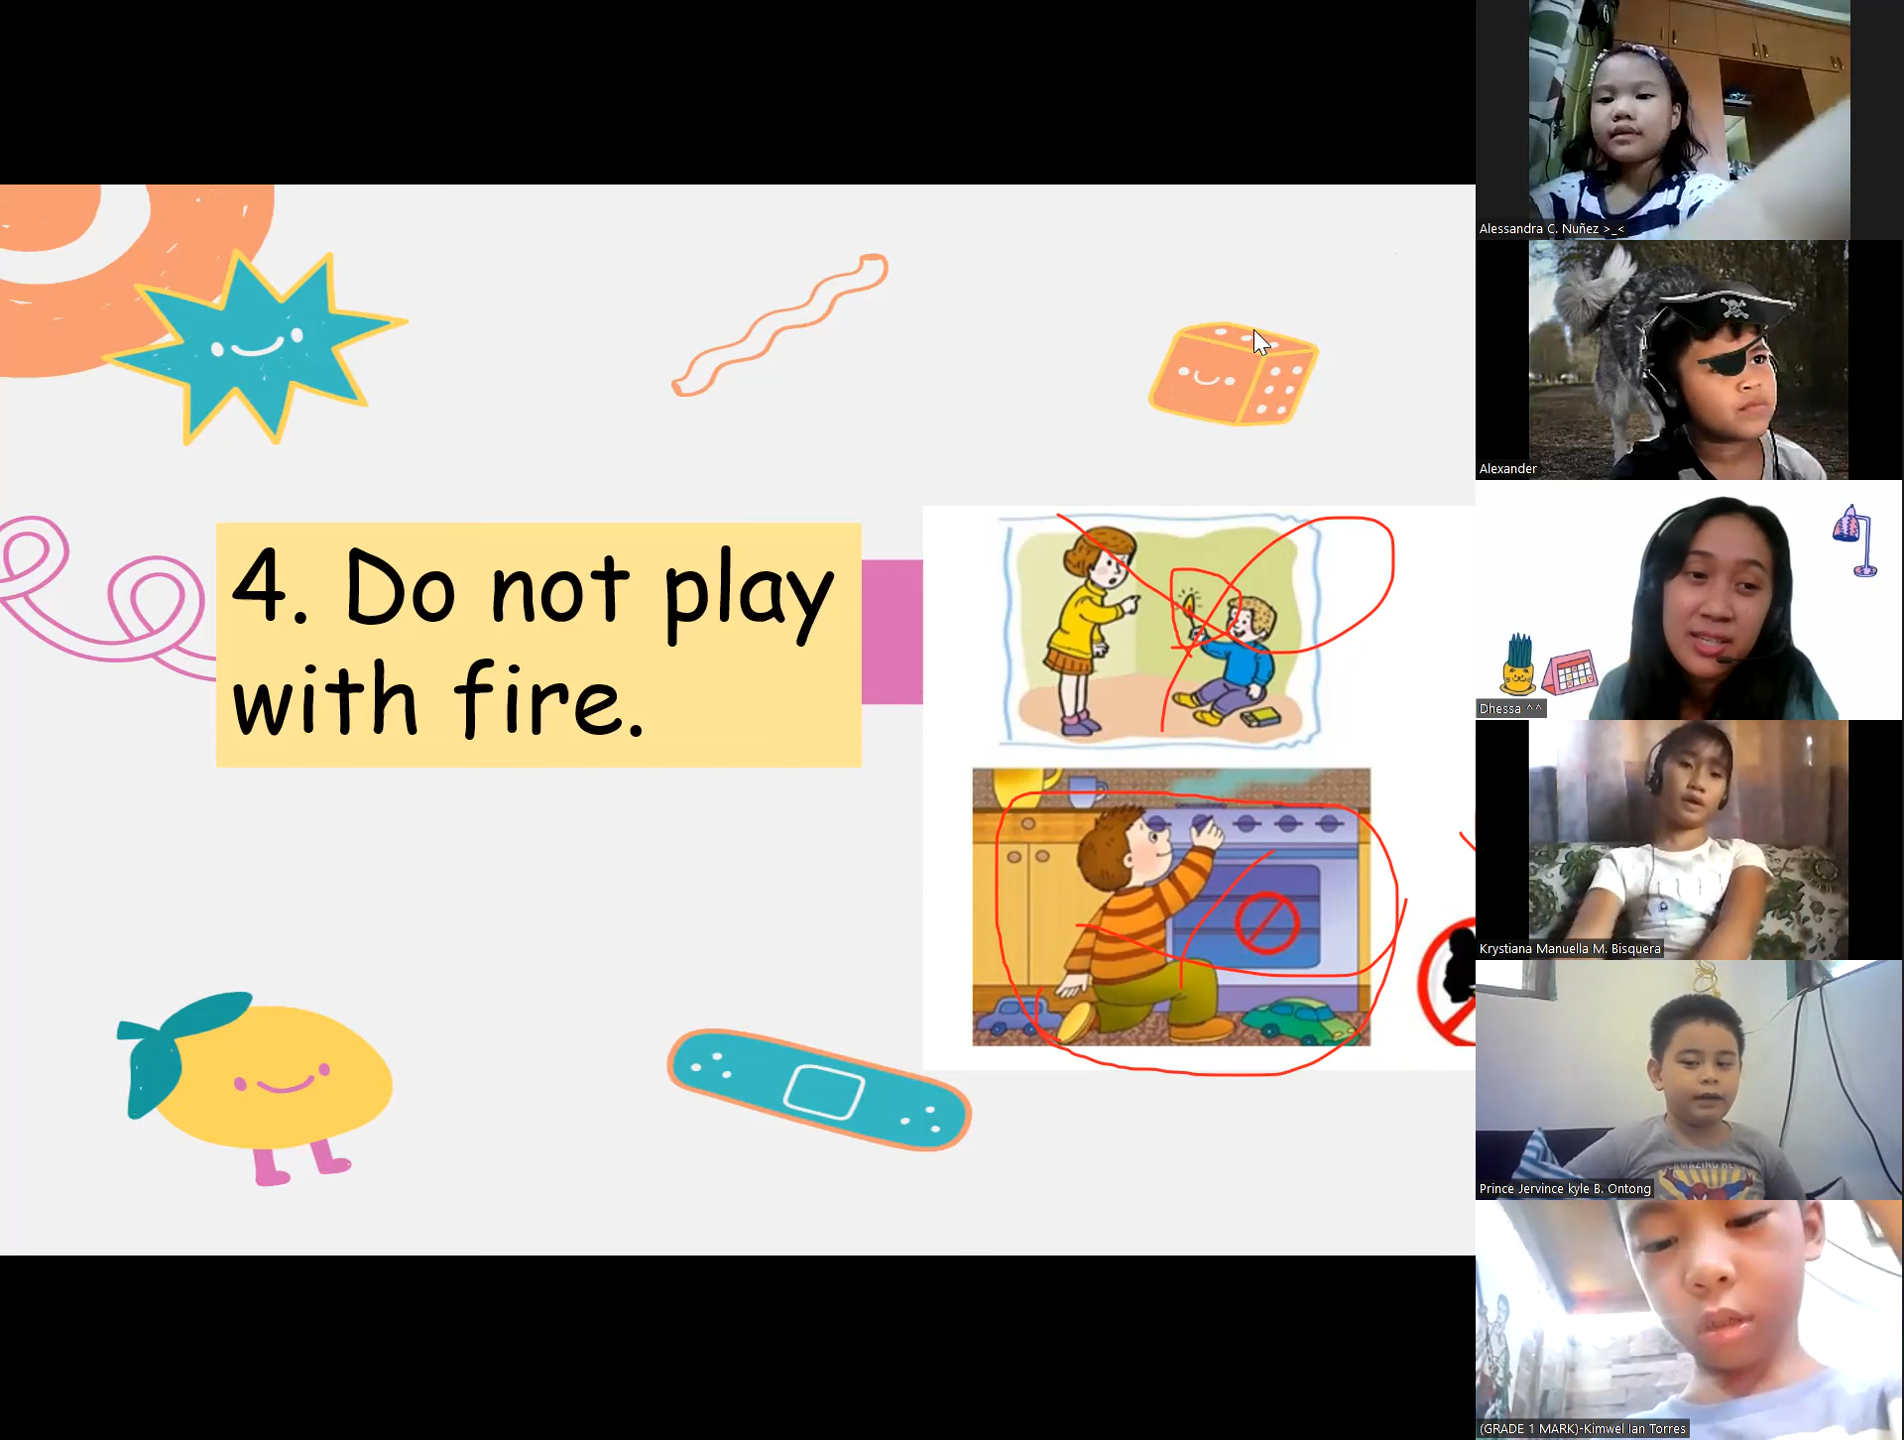 4. Do not play
with fire.
Alessandra C. Nuñez >_<
Alexander
Dhessa ^^
Krystiana Manuella M. Bisquera
Prince Jervince kyle B. Ontong
(GRADE 1 MARK)-Kimwel Ian Torres